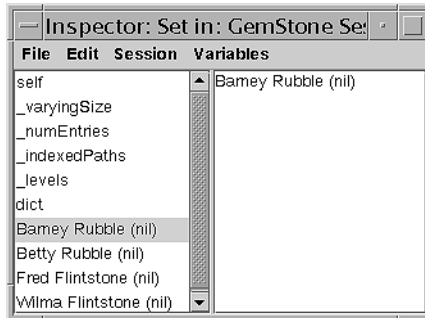 Inspector: Set in: GemStone Se
File Edit Session Variables
self
_varyingSize
_numEntries
_indexedPaths
_levels
dict
Barney Rubble (nil)
Betty Rubble (nil)
Fred Flintstone (nil)
Wilma Flintstone (nil)
Barney Rubble (nil)